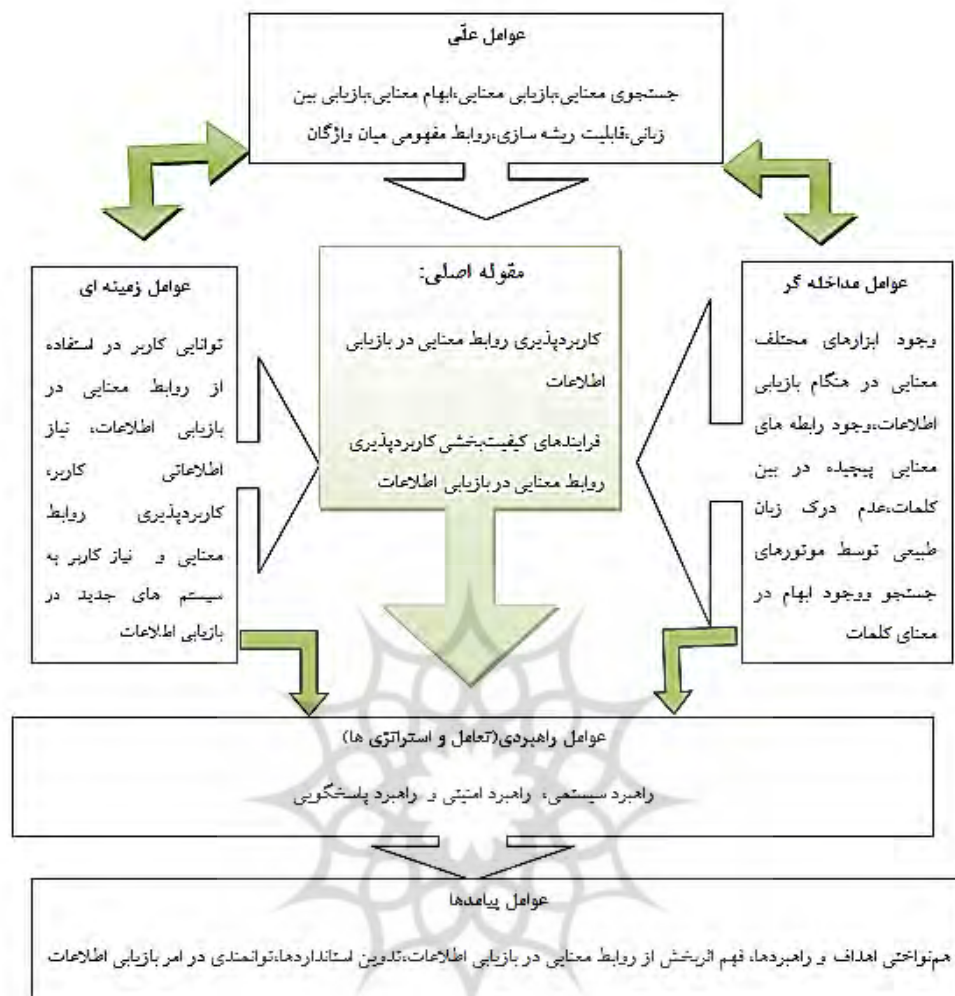 عوامل علّی
جستجوی معنایی،بازیابی معنایی،ابهام معنایی،بازیابی بین
زبانی،قابلیت ریشه سازی،روابط مفهومی میان واژگان
مقوله اصلی:
کاربردپذیری روابط معنایی در بازیابی
اطلاعات
فرایندهای کیفیت‌بخشی کاربردپذیری
روابط معنایی در بازیابی اطلاعات
عوامل مداخله گر
وجود ابزارهای مختلف
معنایی در هنگام بازیابی
اطلاعات،وجود رابطه های
معنایی پیچیده در بین
کلمات،عدم درک زبان
طبیعی توسط موتورهای
جستجو ووجود ابهام در
معنای کلمات
عوامل زمینه ای
توانایی کاربر در استفاده
از روابط معنایی در
بازیابی اطلاعات، نیاز
اطلاعاتی کاربر،
کاربردپذیری روابط
معنایی و نیاز کاربر به
سیستم های جدید در
بازیابی اطلاعات
عوامل راهبردی(تعامل و استراتژی ها)
راهبرد سیستمی، راهبرد امنیتی و راهبرد پاسخگویی
عوامل پیامدها
هم‌نواختی اهداف و راهبردها، فهم اثربخش از روابط معنایی در بازیابی اطلاعات،تدوین استانداردها،توانمندی در امر بازیابی اطلاعات